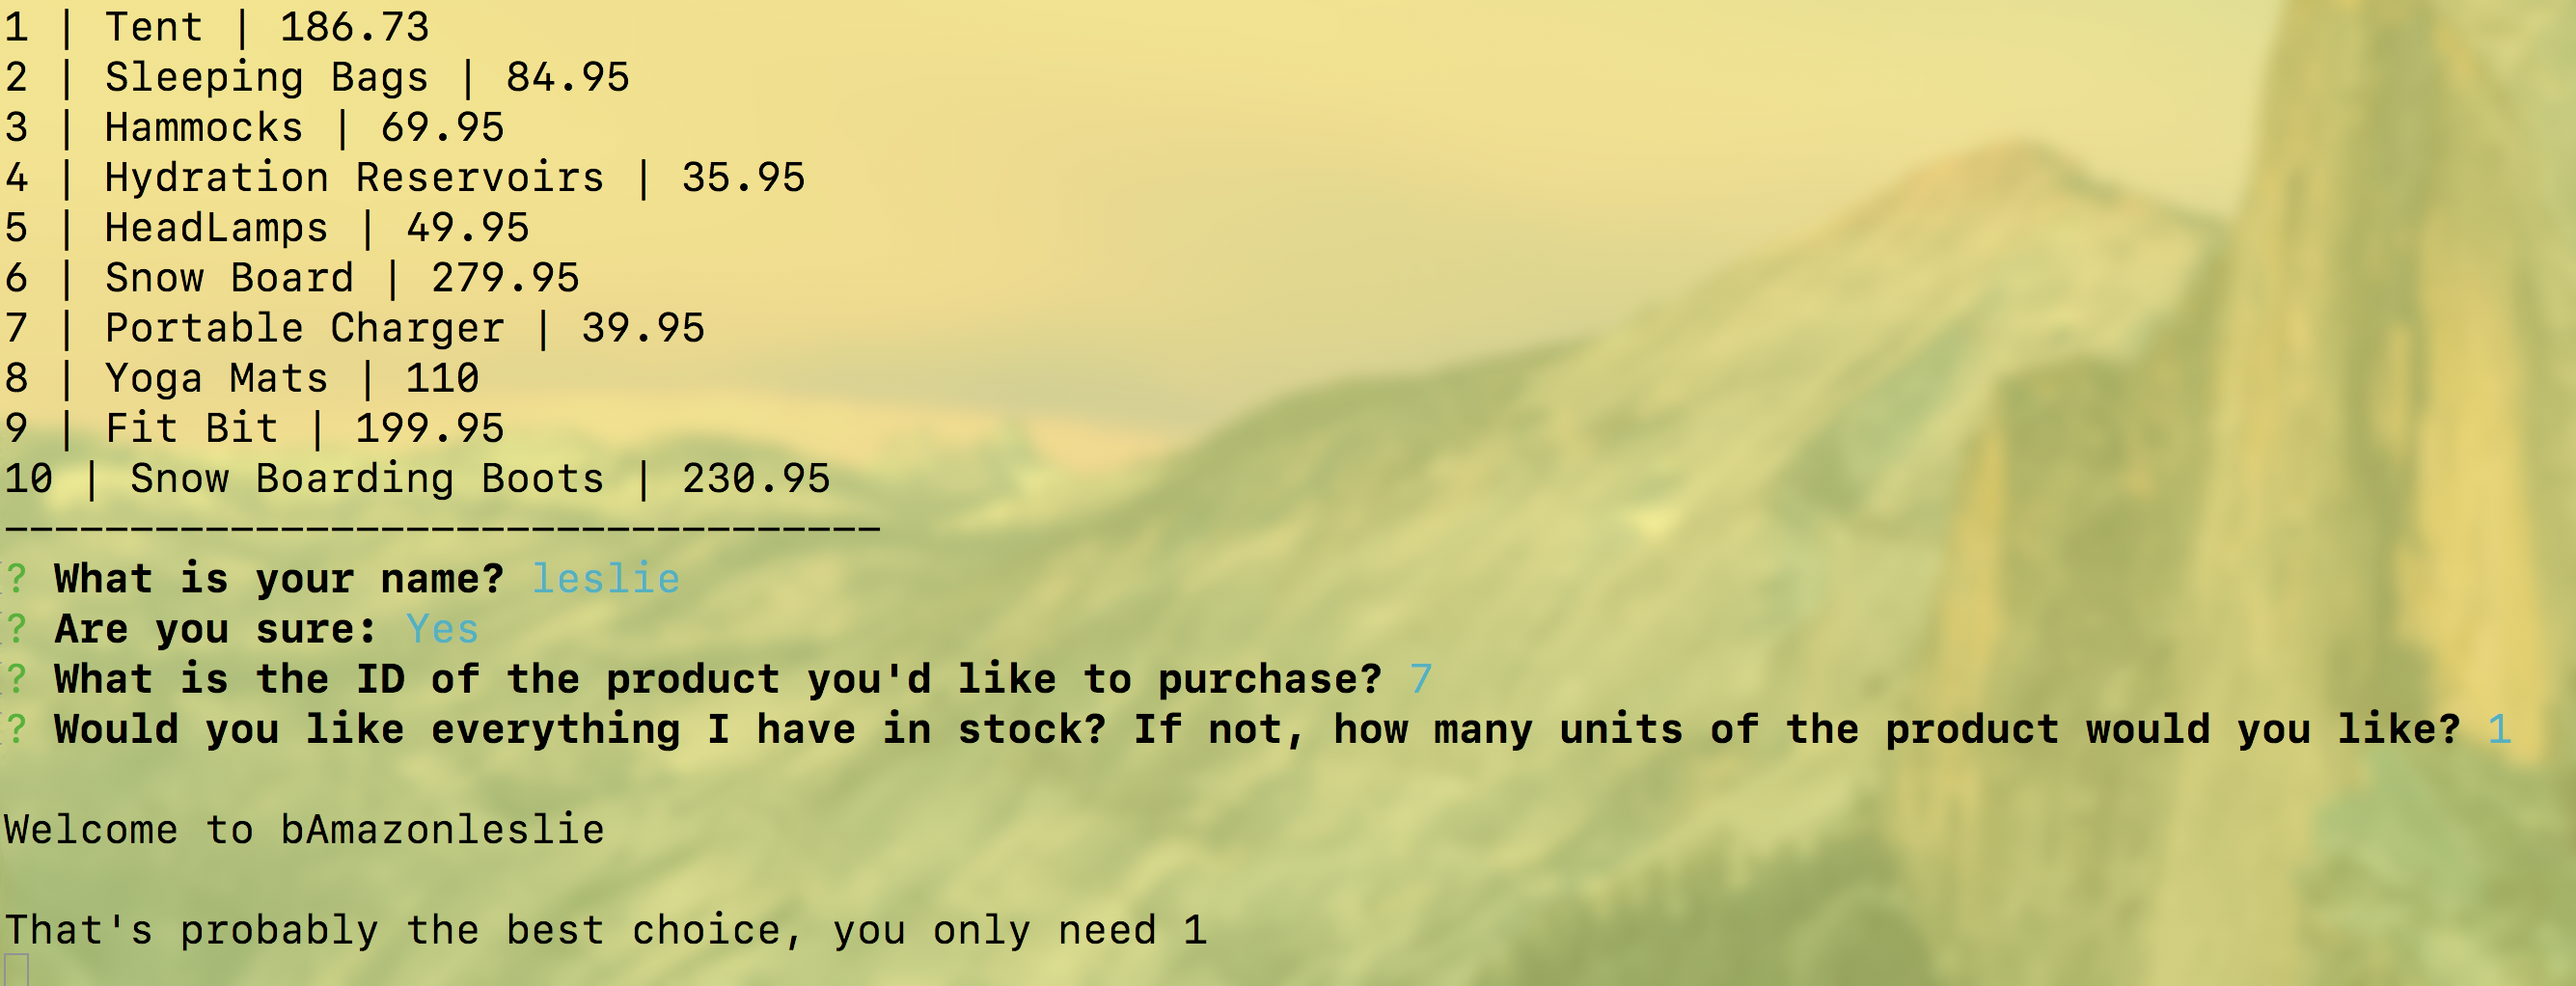 1 | Tent | 186.73
2 | Sleeping Bags | 84.95
3 | Hammocks | 69.95
4 | Hydration Reservoirs | 35.95
5 | HeadLamps | 49.95
6 | Snow Board | 279.95
7 | Portable Charger | 39.95
8 | Yoga Mats | 110
9 | Fit Bit | 199.95
10 | Snow Boarding Boots | 230.95
-----------------------------------
? What is your name? leslie
? Are you sure: Yes
? What is the ID of the product you'd like to purchase? 7
? Would you like everything I have in stock? If not, how many units of the product would you like? 1
Welcome to bAmazonleslie
That's probably the best choice, you only need 1